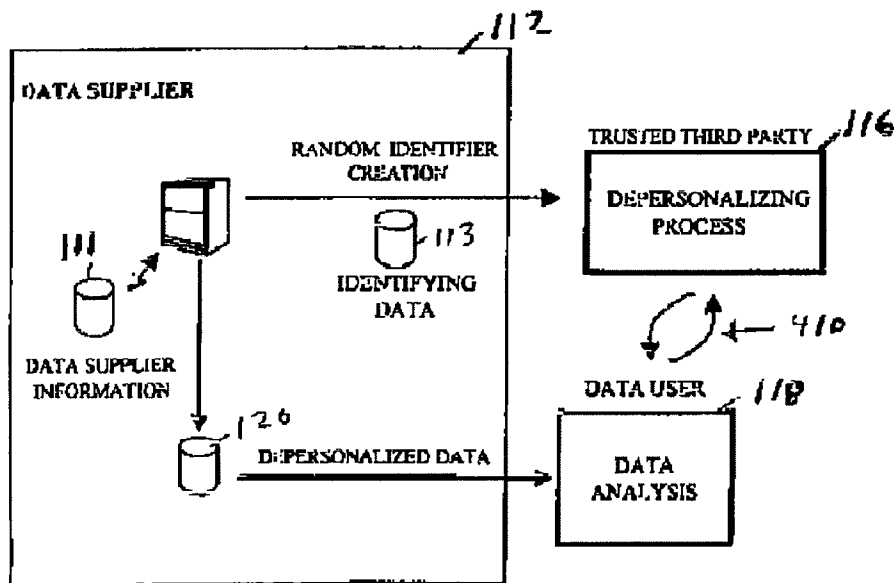 112
DATA SUPPLIER
116
TRUSTED THIRD PARTY
RANDOM IDENTIFIER
CREATION
DEPERSONALIZING
PROCESS
111
113
IDENTIFYING
DATA
410
DATA SUPPLIER
INFORMATION
DATA USER
118
120
DEPERSONALIZED DATA
DATA
ANALYSIS